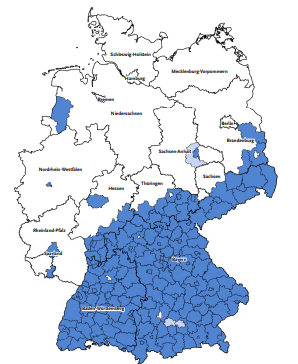 Schleswig-Holstein
Hamburg
Mecklenburg-Vorpommern
Bremen
Niedersachsen
Berlin
Brandenburg
Sachsen-Anhalt
Nordrhein-Westfalen
Sachsen
Hessen
Thüringen
Rheinland-Pfalz
Saarland
Bayern
Baden-Württemberg